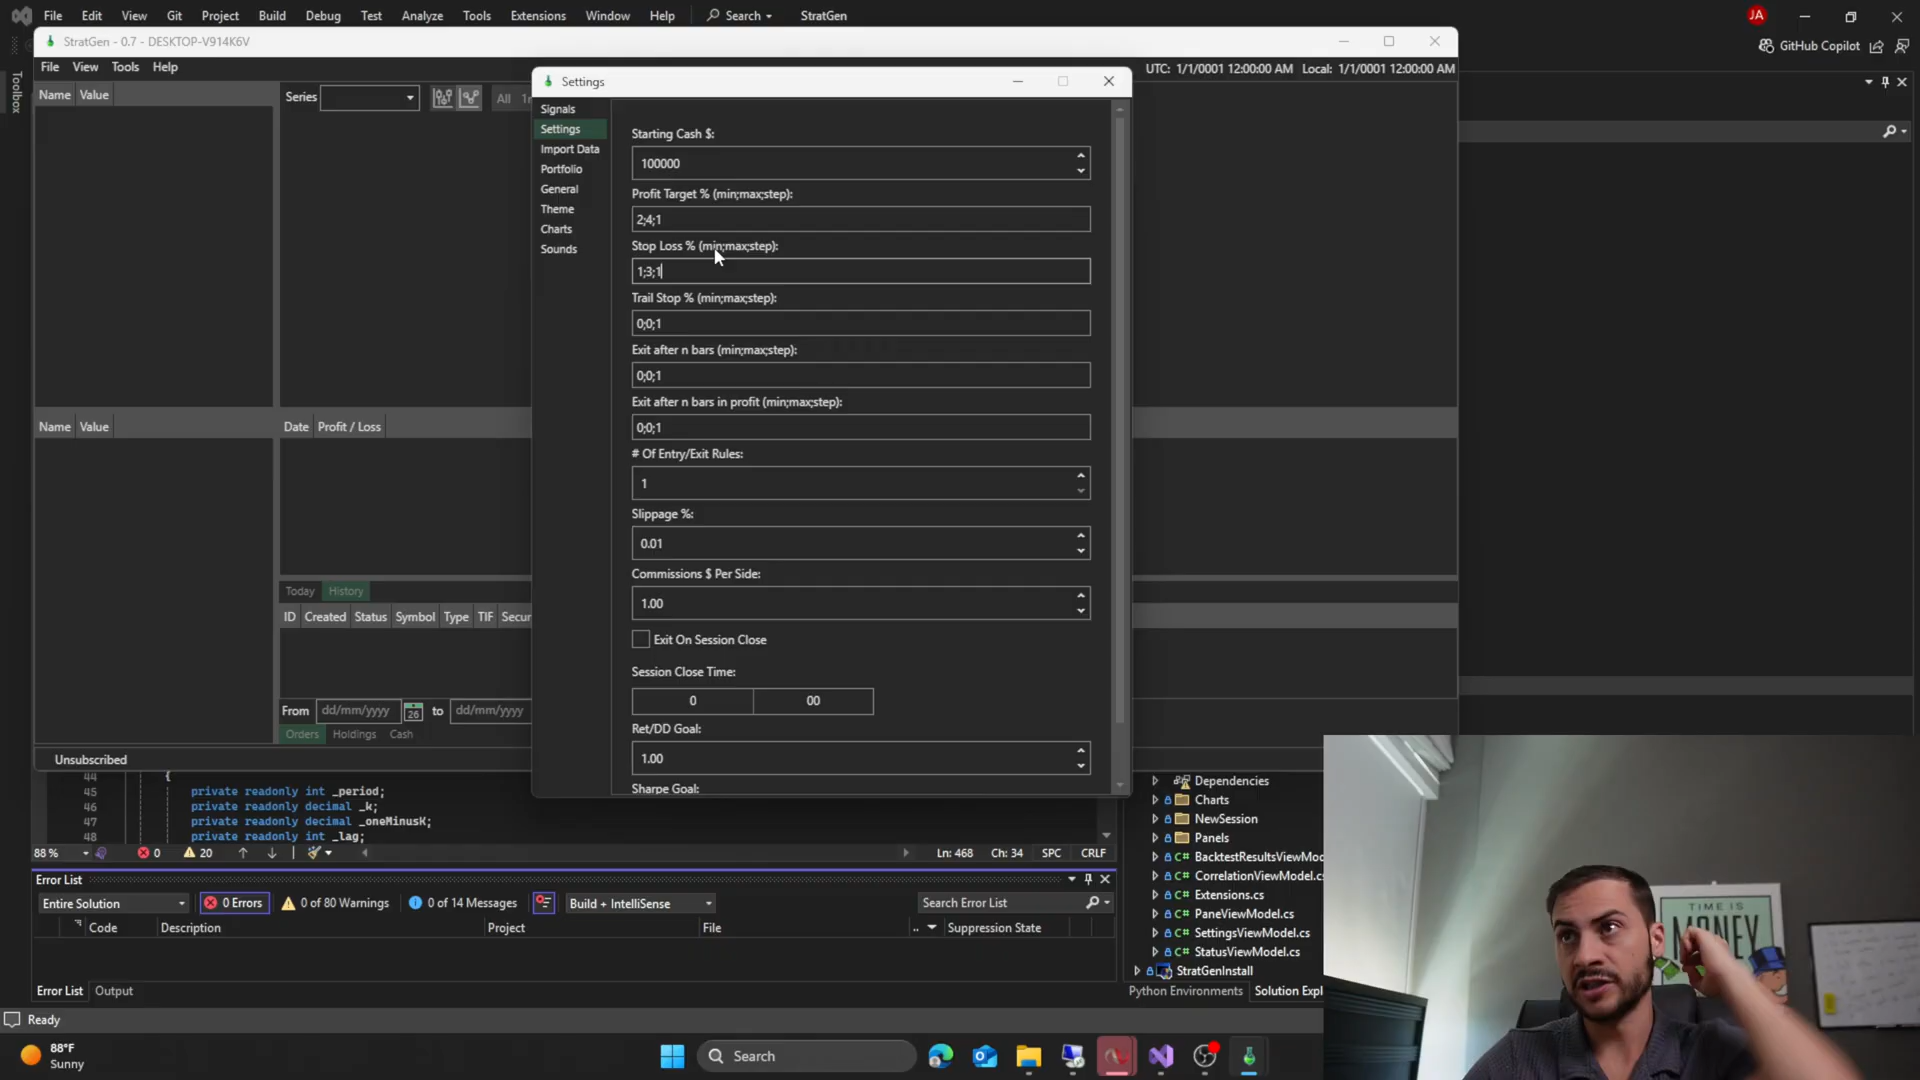 File Edit View Git Project Build Debug Test Analyze Tools Extensions Window Help Search StratGen JA
StratGen - 0.7 - DESKTOP-V914K6V
GitHub Copilot
File View Tools Help
UTC: 1/1/0001 12:00:00 AM Local: 1/1/0001 12:00:00 AM
Toolbox
Name Value
Series
All
Settings
Signals
Settings
Import Data
Portfolio
General
Theme
Charts
Sounds
Starting Cash $:
100000
Profit Target % (min;max;step):
2;4;1
Stop Loss % (min;max;step):
1;3;1
Trail Stop % (min;max;step):
0;0;1
Exit after n bars (min;max;step):
0;0;1
Exit after n bars in profit (min;max;step):
0;0;1
# Of Entry/Exit Rules:
1
Slippage %:
0.01
Commissions $ Per Side:
1.00
Exit On Session Close
Session Close Time:
0 00
Ret/DD Goal:
1.00
Sharpe Goal:
Name Value
Date Profit / Loss
Today History
ID Created Status Symbol Type TIF Secur
From dd/mm/yyyy 26 to dd/mm/yyyy
Orders Holdings Cash
Unsubscribed
44 {
45 private readonly int _period;
46 private readonly decimal _k;
47 private readonly decimal _oneMinusK;
48 private readonly int _lag;
88 % 0 20 Ln: 468 Ch: 34 SPC CRLF
Error List
Entire Solution 0 Errors 0 of 80 Warnings 0 of 14 Messages Build + IntelliSense Search Error List
Code Description Project File .. Suppression State
Error List Output
Dependencies
Charts
NewSession
Panels
C# BacktestResultsViewMod
C# CorrelationViewModel.cs
C# Extensions.cs
C# PaneViewModel.cs
C# SettingsViewModel.cs
C# StatusViewModel.cs
StratGenInstall
Python Environments Solution Expl
Ready
88°F
Sunny
Search
TIME IS
MONEY